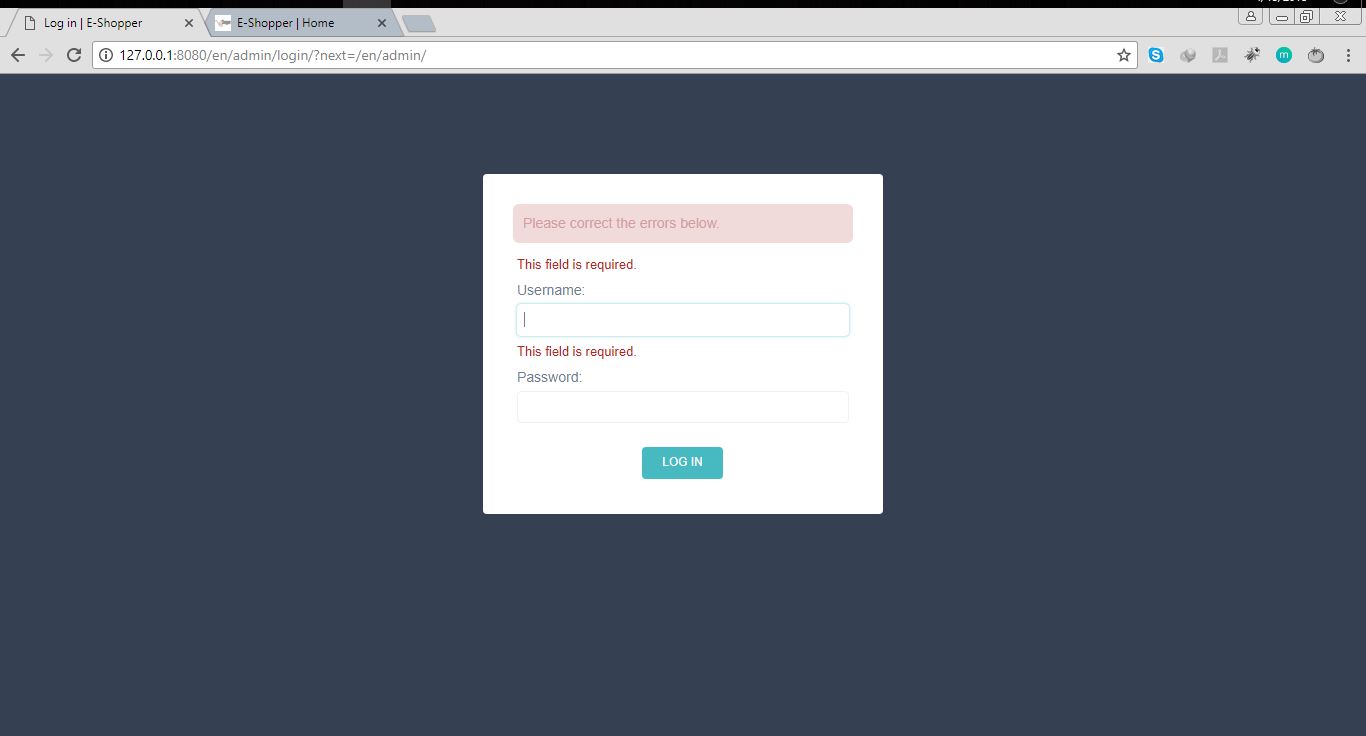 Log in | E-Shopper
E-Shopper | Home
127.0.0.1:8080/en/admin/login/?next=/en/admin/
Please correct the errors below.
This field is required.
Username:
This field is required.
Password:
LOG IN